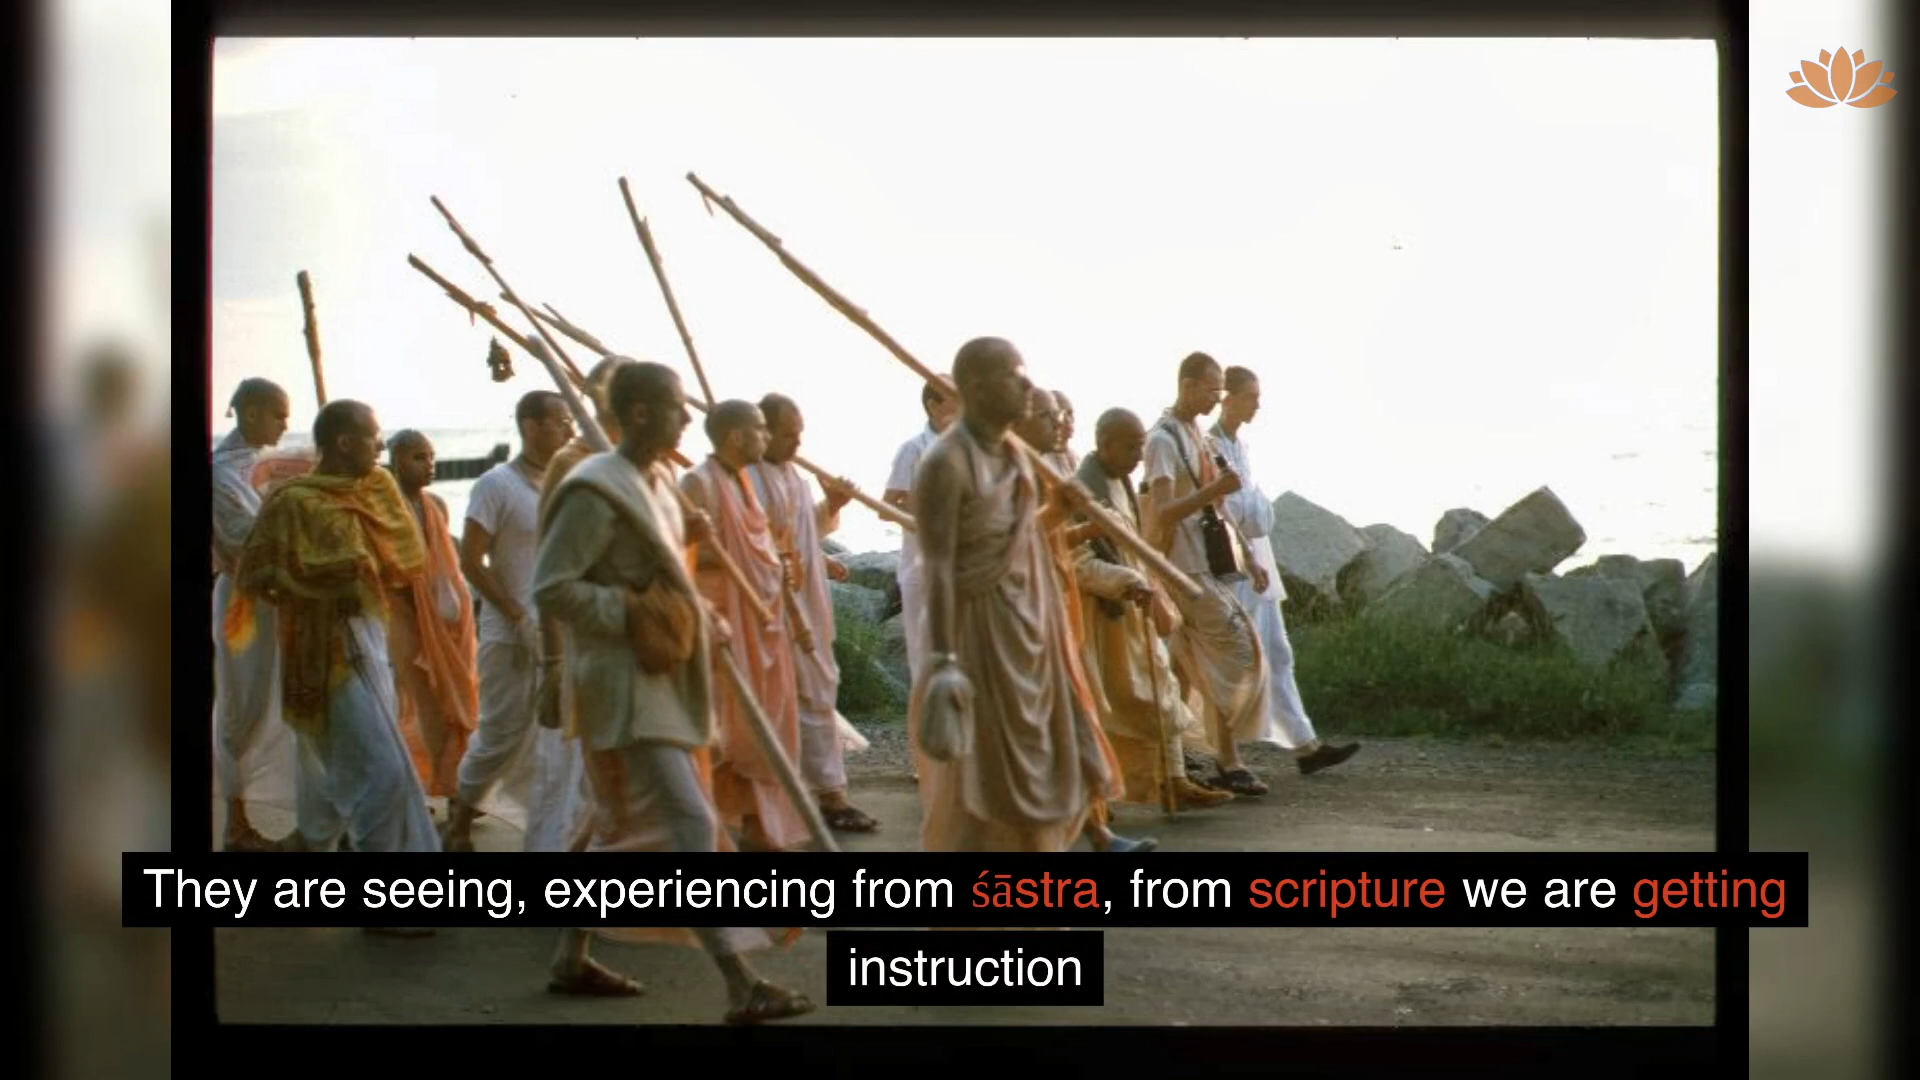 They are seeing, experiencing from śāstra, from scripture we are getting
instruction